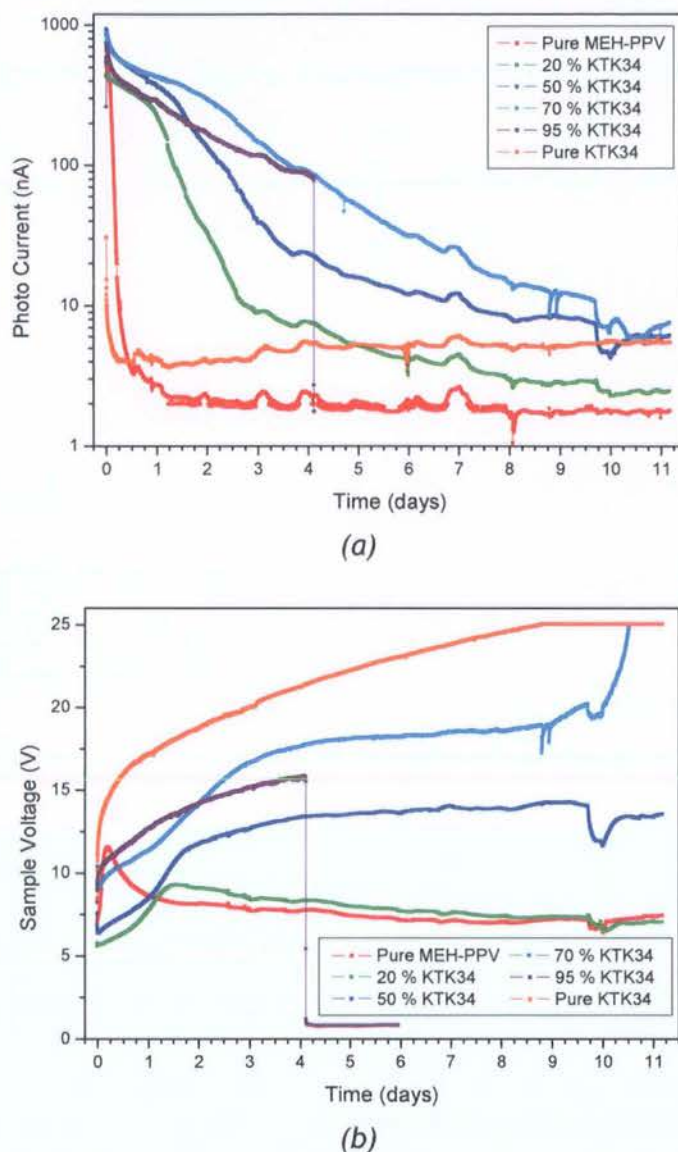 1000
100
10
1
Photo Current (nA)
Pure MEH-PPV
20 % KTK34
50 % KTK34
70 % KTK34
95 % KTK34
Pure KTK34
0 1 2 3 4 5 6 7 8 9 10 11
Time (days)
(a)
25
20
15
10
5
0
Sample Voltage (V)
Pure MEH-PPV 70 % KTK34
20 % KTK34 95 % KTK34
50 % KTK34 Pure KTK34
0 1 2 3 4 5 6 7 8 9 10 11
Time (days)
(b)